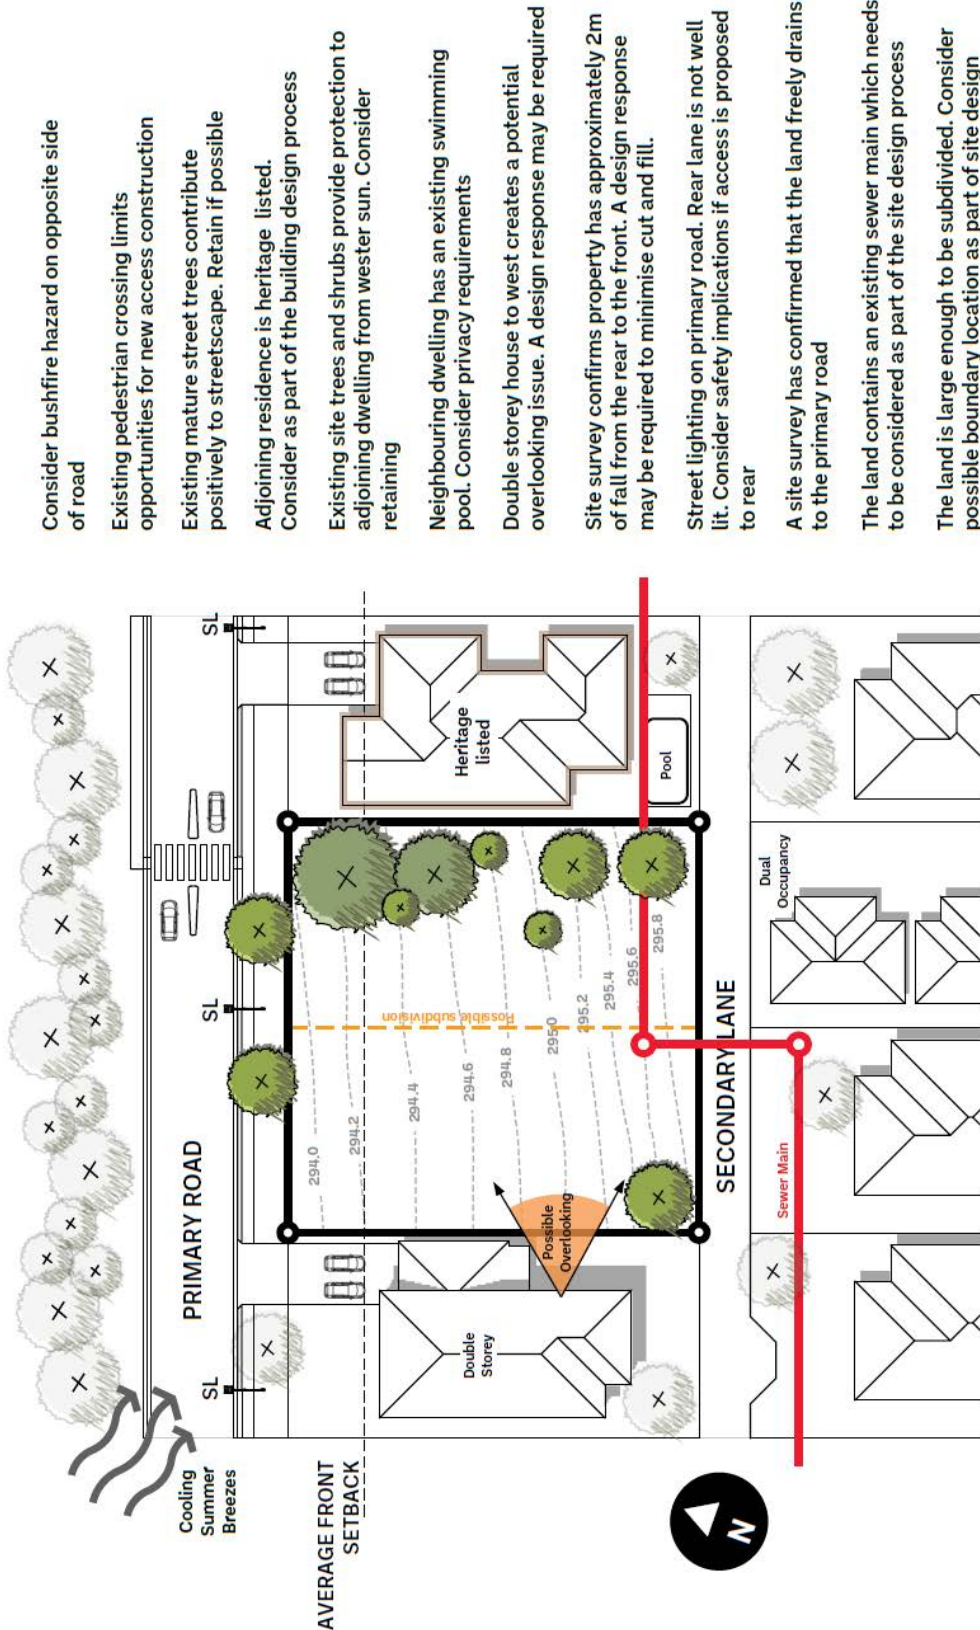 Consider bushfire hazard on opposite side
of road
Existing pedestrian crossing limits
opportunities for new access construction
Existing mature street trees contribute
positively to streetscape. Retain if possible
Adjoining residence is heritage listed.
Consider as part of the building design process
Existing site trees and shrubs provide protection to
adjoining dwelling from wester sun. Consider
retaining
Neighbouring dwelling has an existing swimming
pool. Consider privacy requirements
Double storey house to west creates a potential
overlooking issue. A design response may be required
Site survey confirms property has approximately 2m
of fall from the rear to the front. A design response
may be required to minimise cut and fill.
Street lighting on primary road. Rear lane is not well
lit. Consider safety implications if access is proposed
to rear
A site survey has confirmed that the land freely drains
to the primary road
The land contains an existing sewer main which needs
to be considered as part of the site design process
The land is large enough to be subdivided. Consider
possible boundary location as part of site design
Cooling
Summer
Breezes
PRIMARY ROAD
SL
SL
SL
AVERAGE FRONT
SETBACK
294.0
294.2
294.4
294.6
294.8
295.0
295.2
295.4
295.6
295.8
Possible subdivision
Heritage
listed
Pool
Double
Storey
Possible
Overlooking
SECONDARY LANE
Sewer Main
Dual
Occupancy
N